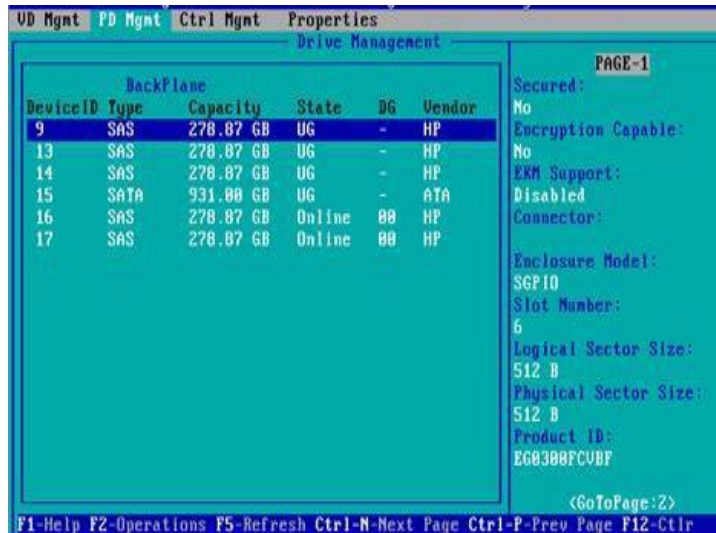 VD Mgmt PD Mgmt Ctrl Mgmt Properties
Drive Management
BackPlane
DeviceID Type Capacity State DG Vendor
9 SAS 278.87 GB UG - HP
13 SAS 278.87 GB UG - HP
14 SAS 278.87 GB UG - HP
15 SATA 931.00 GB UG - ATA
16 SAS 278.87 GB Online 00 HP
17 SAS 278.87 GB Online 00 HP
PAGE-1
Secured:
No
Encryption Capable:
No
EKM Support:
Disabled
Connector:
Enclosure Model:
SGPIO
Slot Number:
6
Logical Sector Size:
512 B
Physical Sector Size:
512 B
Product ID:
EG0300FCVBF
<GoToPage:2>
F1-Help F2-Operations F5-Refresh Ctrl-N-Next Page Ctrl-P-Prev Page F12-Ctlr